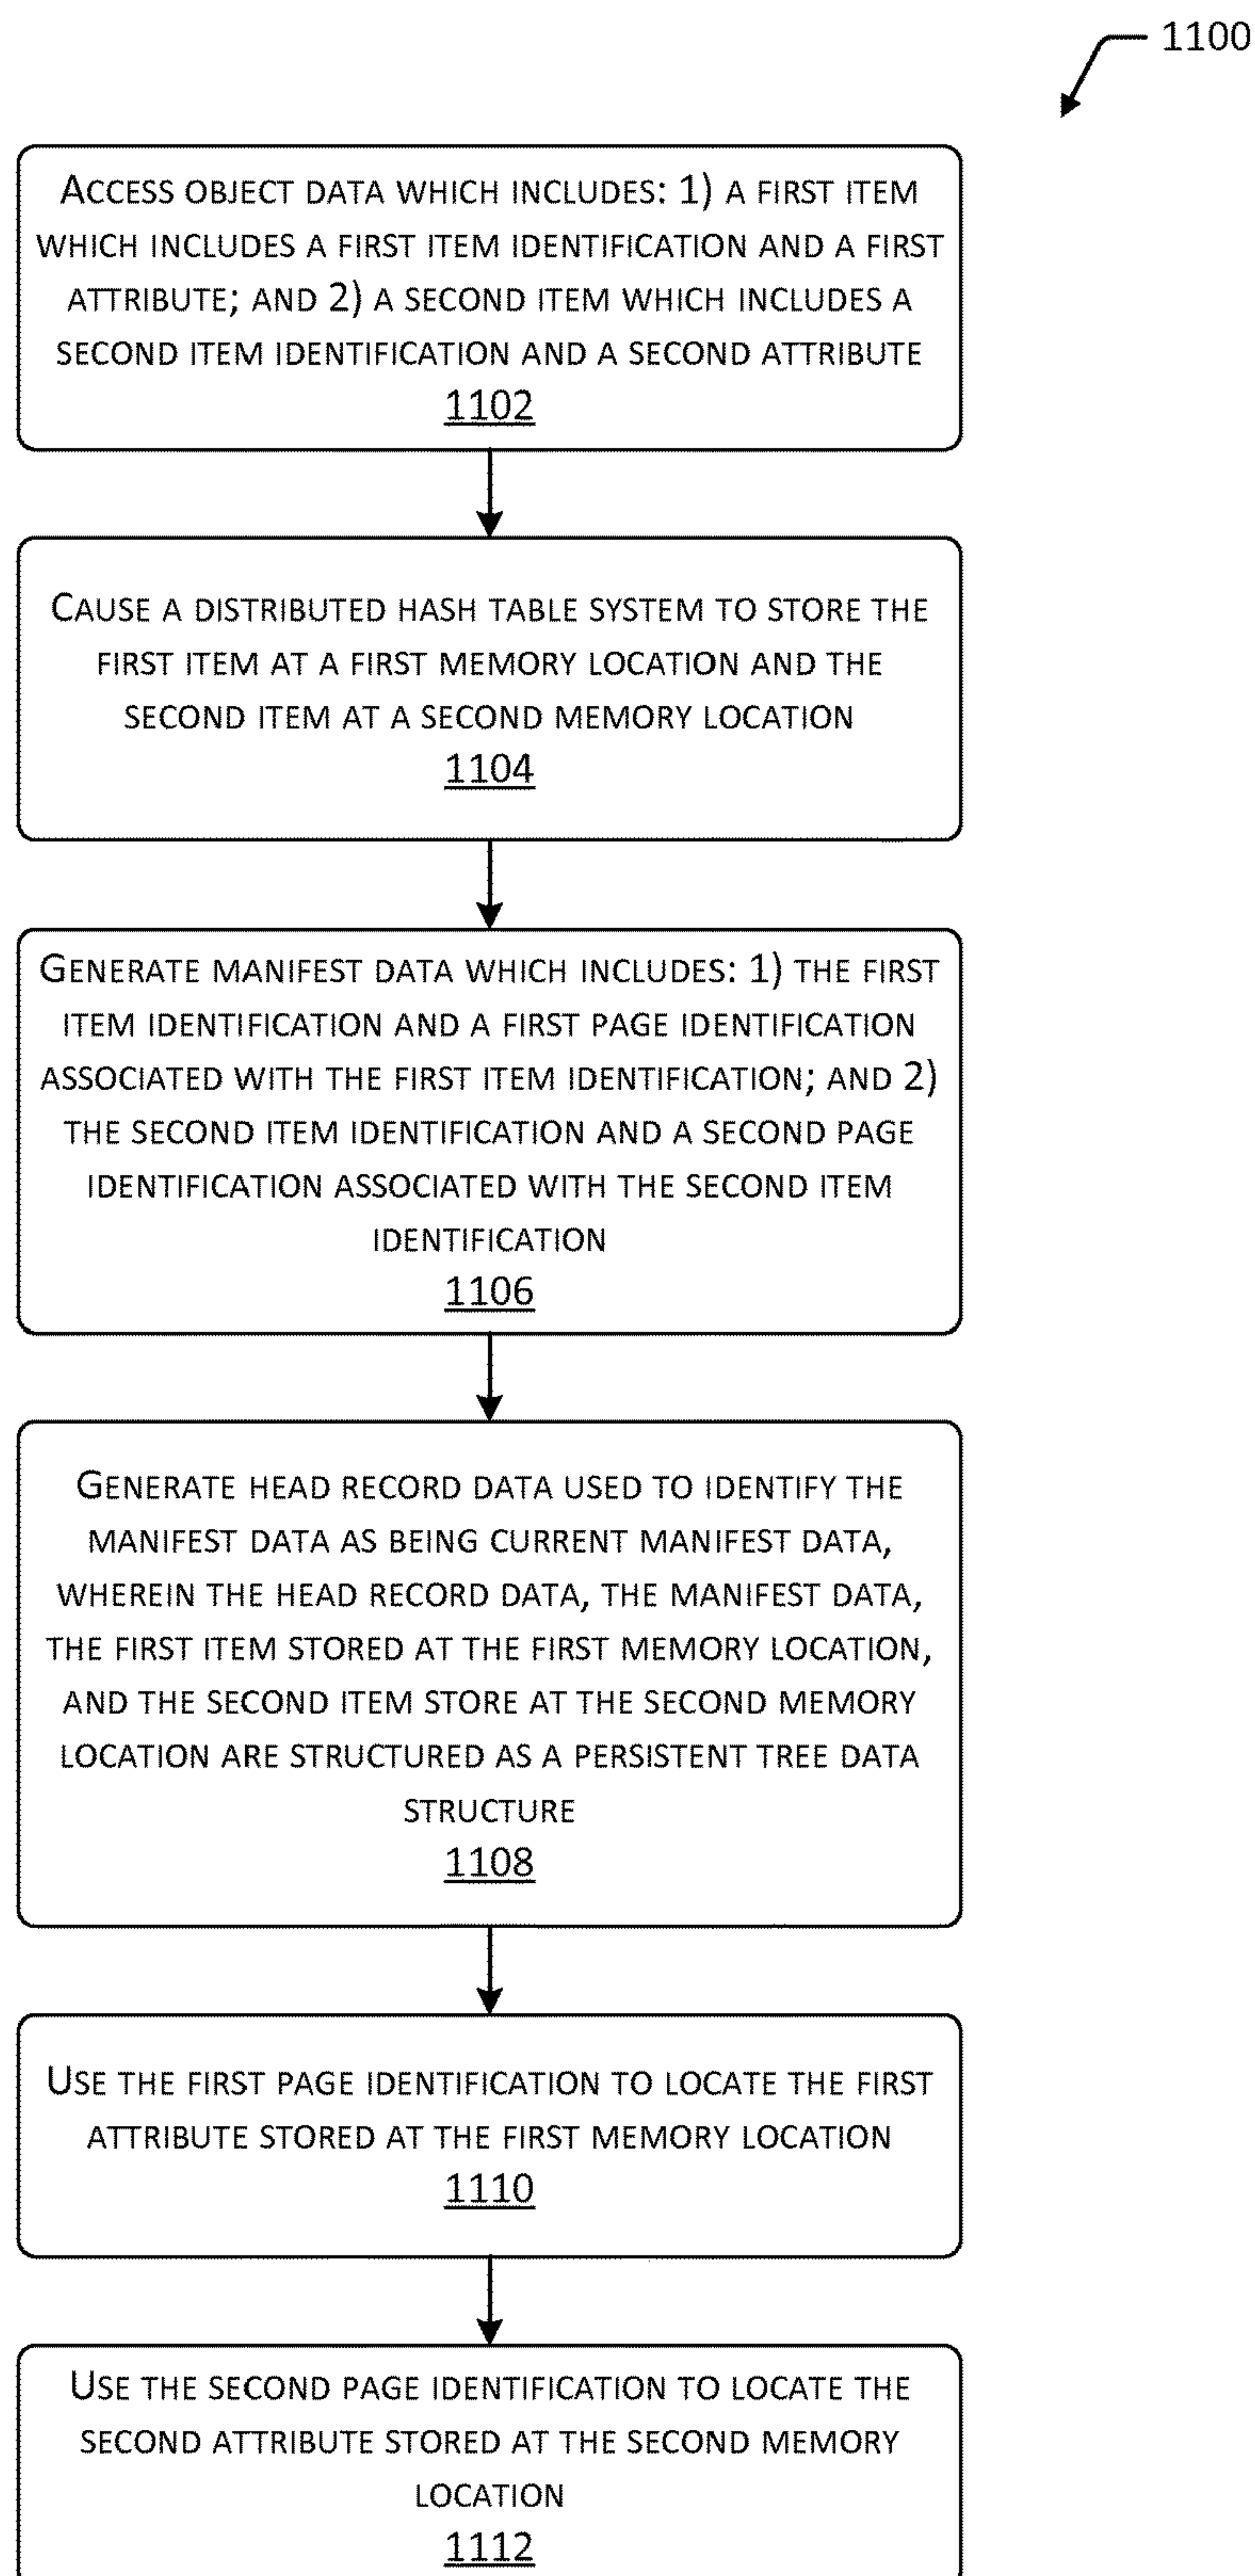 1100
ACCESS OBJECT DATA WHICH INCLUDES: 1) A FIRST ITEM
WHICH INCLUDES A FIRST ITEM IDENTIFICATION AND A FIRST
ATTRIBUTE; AND 2) A SECOND ITEM WHICH INCLUDES A
SECOND ITEM IDENTIFICATION AND A SECOND ATTRIBUTE
1102
CAUSE A DISTRIBUTED HASH TABLE SYSTEM TO STORE THE
FIRST ITEM AT A FIRST MEMORY LOCATION AND THE
SECOND ITEM AT A SECOND MEMORY LOCATION
1104
GENERATE MANIFEST DATA WHICH INCLUDES: 1) THE FIRST
ITEM IDENTIFICATION AND A FIRST PAGE IDENTIFICATION
ASSOCIATED WITH THE FIRST ITEM IDENTIFICATION; AND 2)
THE SECOND ITEM IDENTIFICATION AND A SECOND PAGE
IDENTIFICATION ASSOCIATED WITH THE SECOND ITEM
IDENTIFICATION
1106
GENERATE HEAD RECORD DATA USED TO IDENTIFY THE
MANIFEST DATA AS BEING CURRENT MANIFEST DATA,
WHEREIN THE HEAD RECORD DATA, THE MANIFEST DATA,
THE FIRST ITEM STORED AT THE FIRST MEMORY LOCATION,
AND THE SECOND ITEM STORE AT THE SECOND MEMORY
LOCATION ARE STRUCTURED AS A PERSISTENT TREE DATA
STRUCTURE
1108
USE THE FIRST PAGE IDENTIFICATION TO LOCATE THE FIRST
ATTRIBUTE STORED AT THE FIRST MEMORY LOCATION
1110
USE THE SECOND PAGE IDENTIFICATION TO LOCATE THE
SECOND ATTRIBUTE STORED AT THE SECOND MEMORY
LOCATION
1112